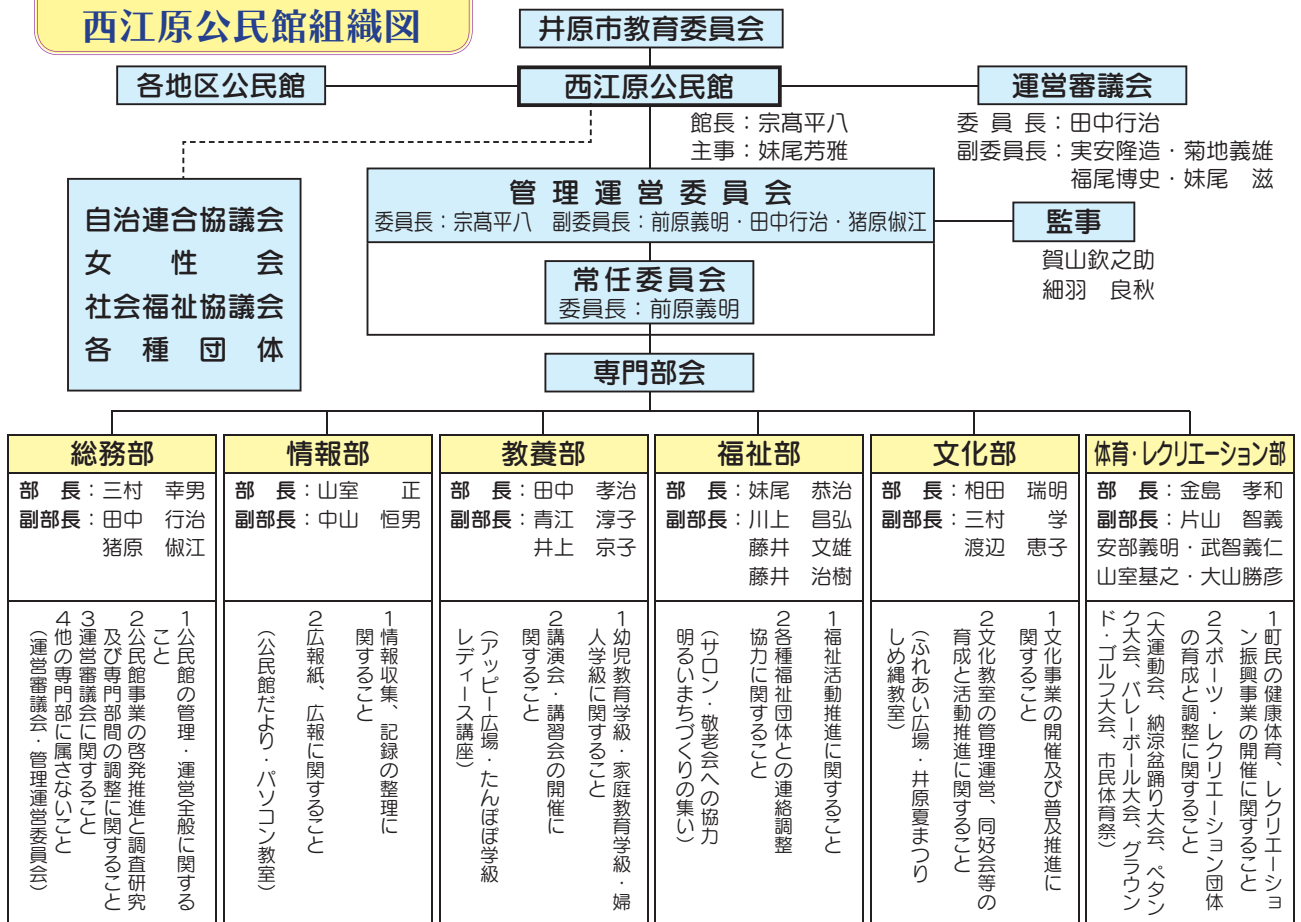 西江原公民館組織図
井原市教育委員会
各地区公民館
西江原公民館
運営審議会
館長：宗髙平八
主事：妹尾芳雅
委員長：田中行治
副委員長：実安隆造・菊地義雄
福尾博史・妹尾　滋
自治連合協議会
女性会
社会福祉協議会
各種団体
管理運営委員会
委員長：宗髙平八　副委員長：前原義明・田中行治・猪原俶江
監事
賀山欽之助
細羽　良秋
常任委員会
委員長：前原義明
専門部会
総務部
部　長：三村　幸男
副部長：田中　行治
猪原　俶江
1公民館の管理・運営全般に関する
こと
2公民館事業の啓発推進と調査研究
及び専門部間の調整に関すること
3運営審議会に関すること
4他の専門部に属さないこと
（運営審議会・管理運営委員会）
情報部
部　長：山室　正
副部長：中山　恒男
1情報収集、記録の整理に
関すること
2広報紙、広報に関すること
（公民館だより・パソコン教室）
教養部
部　長：田中　孝治
副部長：青江　淳子
井上　京子
1幼児教育学級・家庭教育学級・婦
人学級に関すること
2講演会・講習会の開催に
関すること
（アッピー広場・たんぽぽ学級
レディース講座）
福祉部
部　長：妹尾　恭治
副部長：川上　昌弘
藤井　文雄
藤井　治樹
1福祉活動推進に関すること
2各種福祉団体との連絡調整
協力に関すること
（サロン・敬老会への協力
明るいまちづくりの集い）
文化部
部　長：相田　瑞明
副部長：三村　学
渡辺　恵子
1文化事業の開催及び普及推進に
関すること
2文化教室の管理運営、同好会等の
育成と活動推進に関すること
（ふれあい広場・井原夏まつり
しめ縄教室）
体育・レクリエーション部
部　長：金島　孝和
副部長：片山　智義
安部義明・武智義仁
山室基之・大山勝彦
1町民の健康体育、レクリエーショ
ン振興事業の開催に関すること
2スポーツ・レクリエーション団体
の育成と調整に関すること
（大運動会、納涼盆踊り大会、ペタン
ク大会、バレーボール大会、グラウン
ド・ゴルフ大会、市民体育祭）